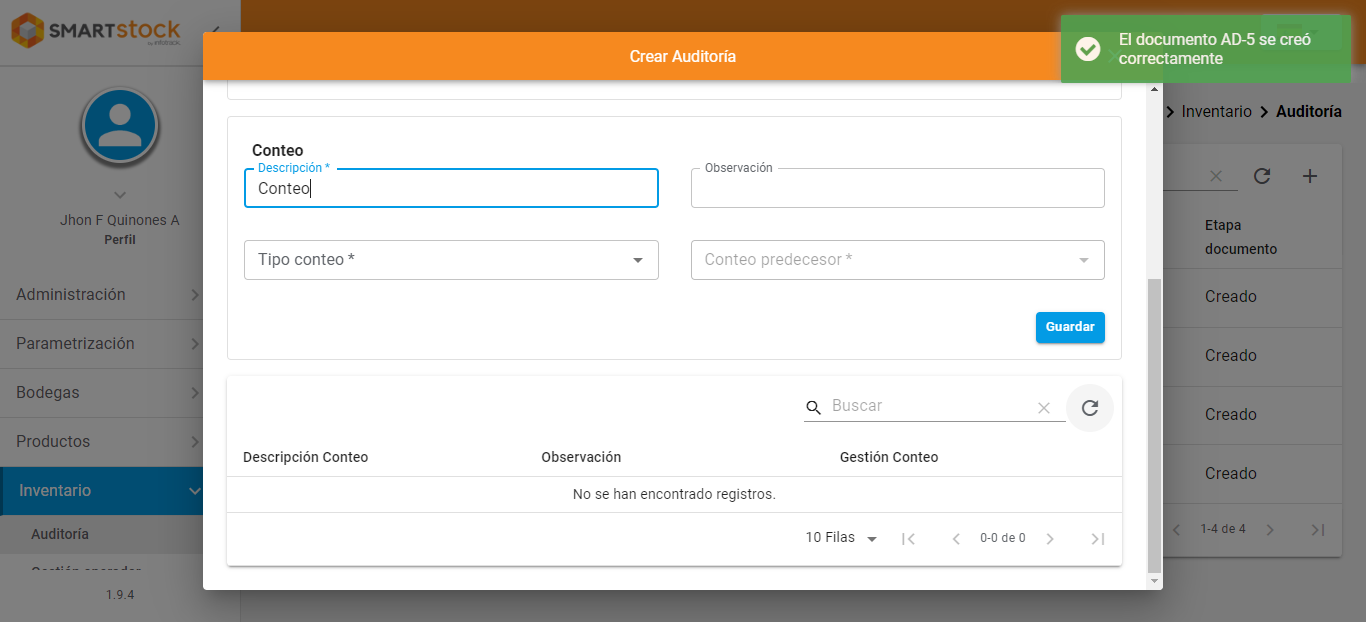 SMARTSTOCK
by infotrack
Crear Auditoría
El documento AD-5 se creó
correctamente
Inventario
Auditoría
Jhon F Quinones A
Perfil
Administración
Parametrización
Bodegas
Productos
Inventario
Auditoría
1.9.4
Conteo
Descripción *
Conteo
Observación
Tipo conteo *
Conteo predecesor *
Guardar
Buscar
Descripción Conteo Observación Gestión Conteo
No se han encontrado registros.
10 Filas 0-0 de 0
Etapa
documento
Creado
Creado
Creado
Creado
1-4 de 4